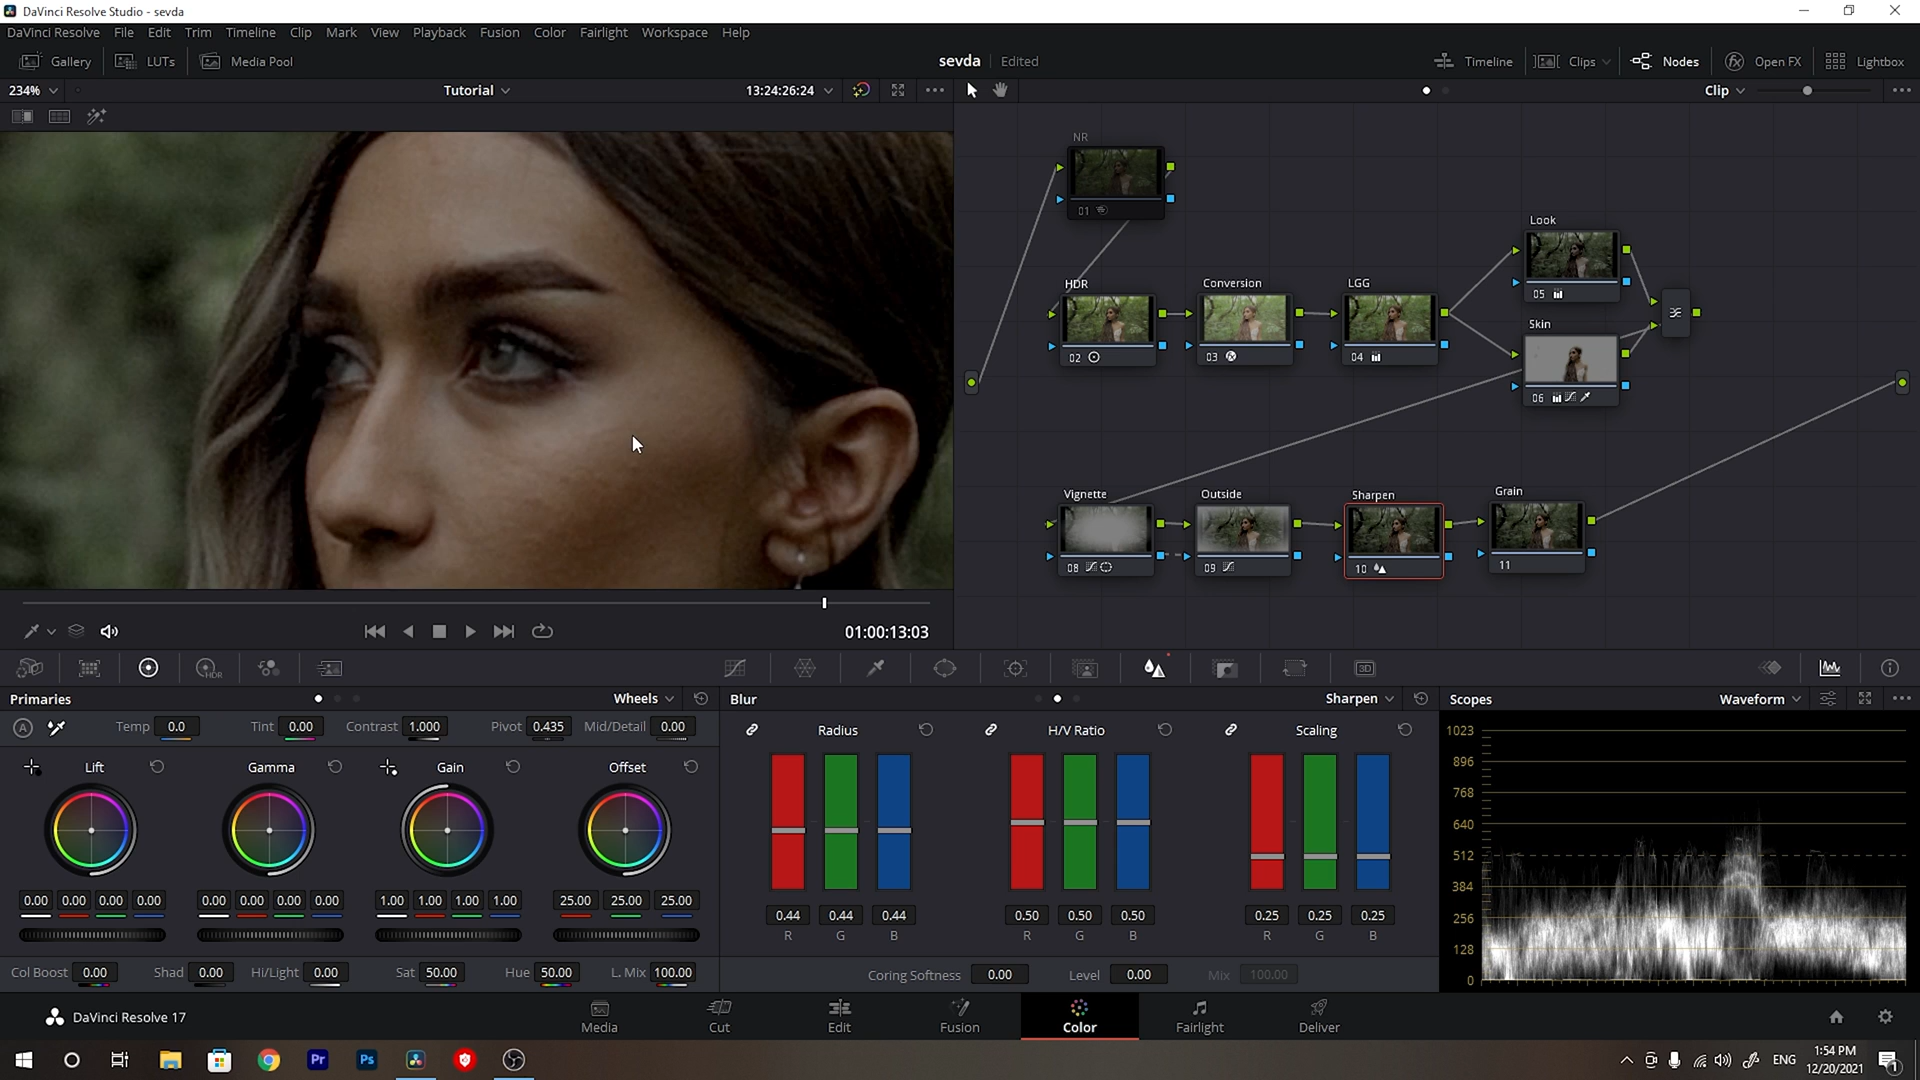 DaVinci Resolve Studio - sevda
DaVinci Resolve File Edit Trim Timeline Clip Mark View Playback Fusion Color Fairlight Workspace Help
Gallery LUTs Media Pool sevda Edited Timeline Clips Nodes Open FX Lightbox
234% Tutorial 13:24:26:24 Clip
NR
01
Look
05
HDR Conversion LGG
02 03 04
Skin
06
Vignette Outside Sharpen Grain
08 09 10 11
01:00:13:03
HDR 3D
Primaries Wheels Blur Sharpen Scopes Waveform
A Temp 0.0 Tint 0.00 Contrast 1.000 Pivot 0.435 Mid/Detail 0.00
Radius H/V Ratio Scaling
Lift Gamma Gain Offset
1023
896
768
640
512
384
256
128
0
0.00 0.00 0.00 0.00 0.00 0.00 0.00 0.00 1.00 1.00 1.00 1.00 25.00 25.00 25.00
0.44 0.44 0.44 0.50 0.50 0.50 0.25 0.25 0.25
R G B R G B R G B
Col Boost 0.00 Shad 0.00 Hi/Light 0.00 Sat 50.00 Hue 50.00 L. Mix 100.00
Coring Softness 0.00 Level 0.00 Mix 100.00
DaVinci Resolve 17
Media Cut Edit Fusion Color Fairlight Deliver
Pr Ps
ENG
1:54 PM
12/20/2021
1